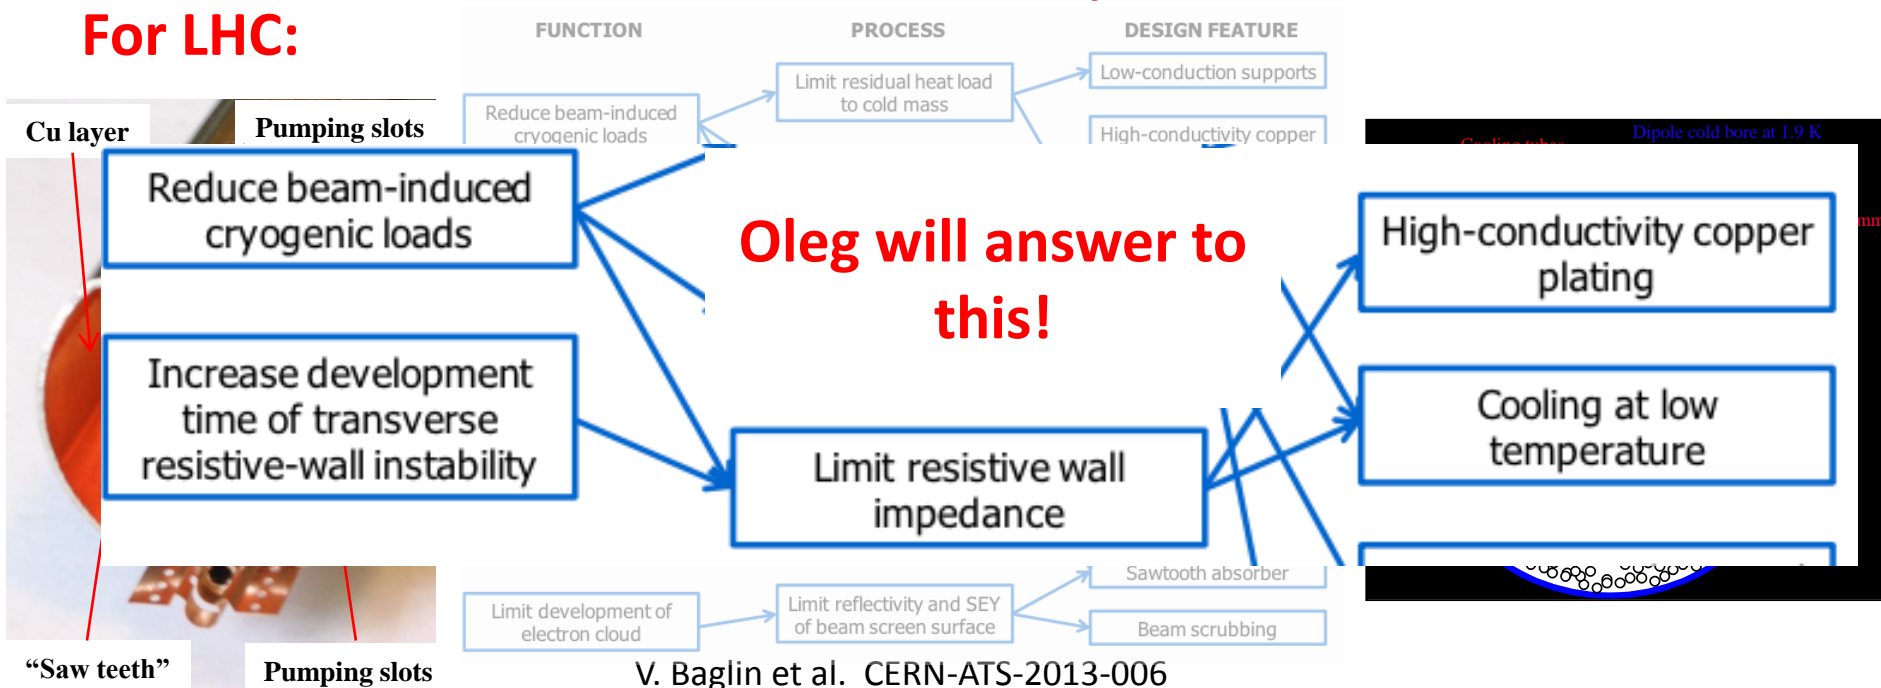 For LHC:
FUNCTION
PROCESS
DESIGN FEATURE
Limit residual heat load
to cold mass
Low-conduction supports
Reduce beam-induced
cryogenic loads
High-conductivity copper
Cu layer
Pumping slots
Dipole cold bore at 1.9 K
Cooling tubes
Reduce beam-induced
cryogenic loads
Oleg will answer to
this!
High-conductivity copper
plating
mm
Increase development
time of transverse
resistive-wall instability
Limit resistive wall
impedance
Cooling at low
temperature
Sawtooth absorber
Limit development of
electron cloud
Limit reflectivity and SEY
of beam screen surface
Beam scrubbing
“Saw teeth”
Pumping slots
V. Baglin et al. CERN-ATS-2013-006